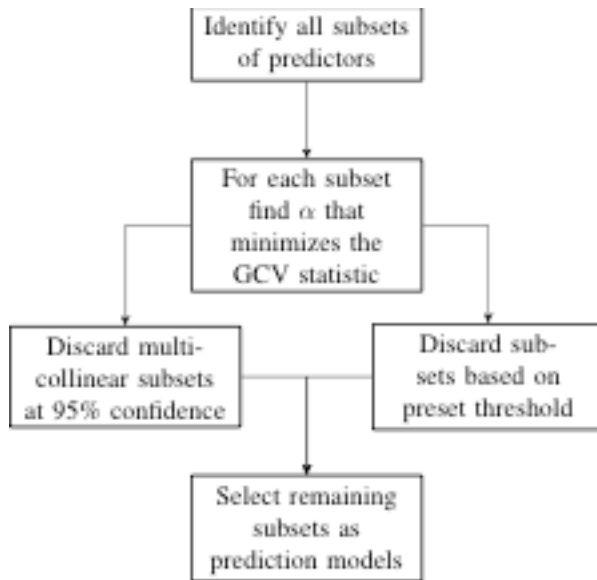 Identify all subsets
of predictors
For each subset
find α that
minimizes the
GCV statistic
Discard multi-
collinear subsets
at 95% confidence
Discard sub-
sets based on
preset threshold
Select remaining
subsets as
prediction models